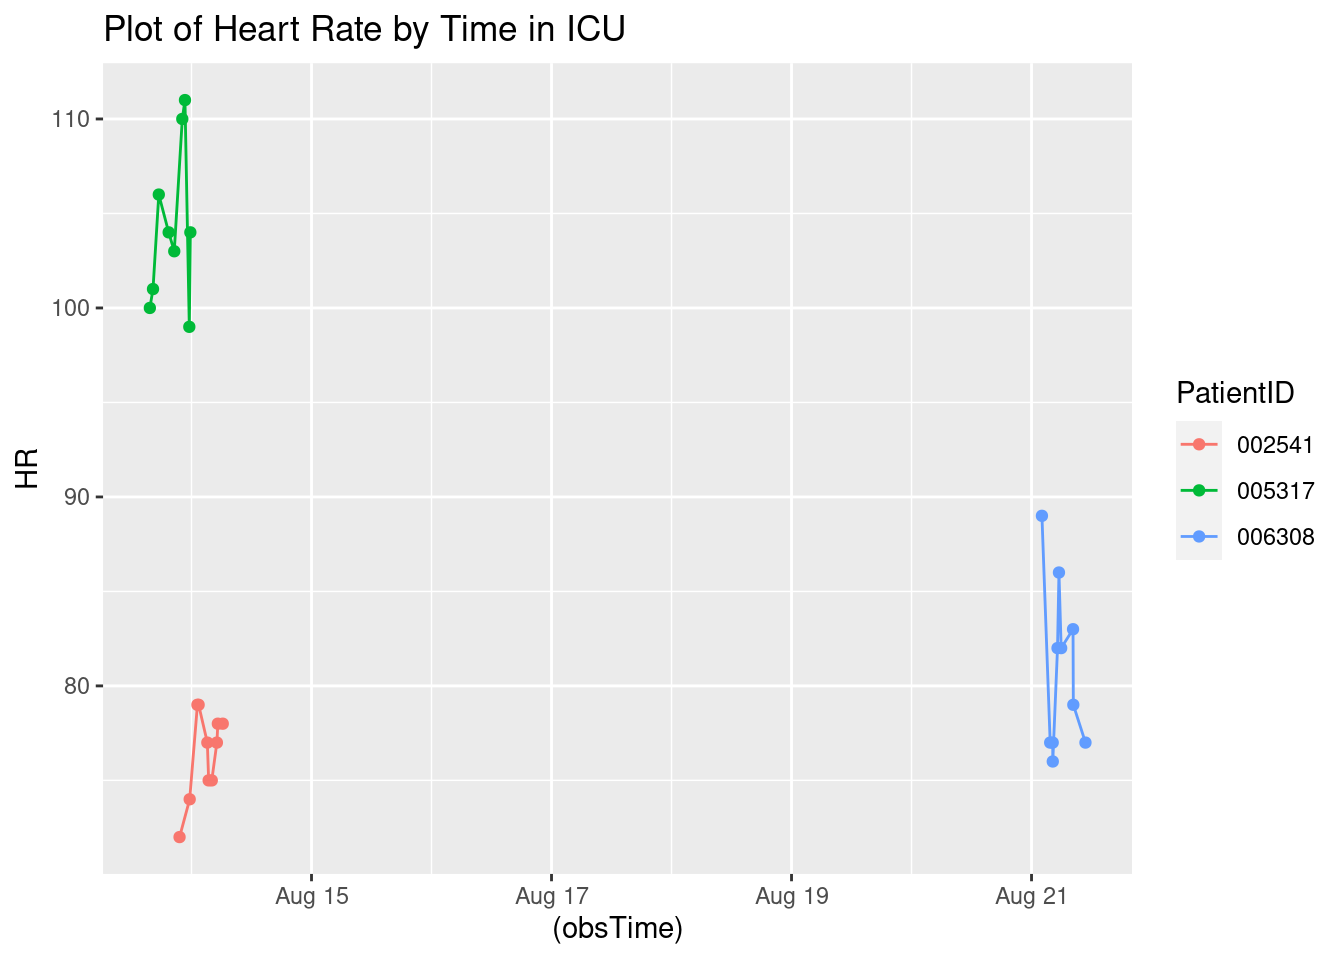 Plot of Heart Rate by Time in ICU
110
100
90
80
HR
Aug 15 Aug 17 Aug 19 Aug 21
(obsTime)
PatientID
002541
005317
006308